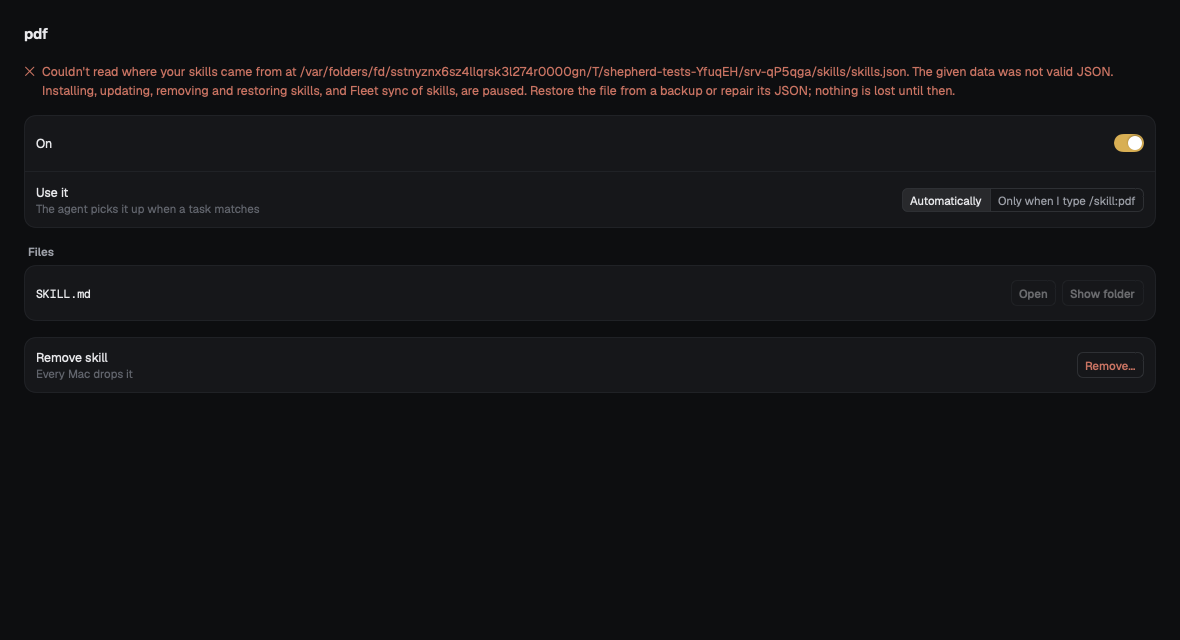 pdf
Couldn't read where your skills came from at /var/folders/fd/sstnyznx6sz4llqrsk3l274r0000gn/T/shepherd-tests-YfuqEH/srv-qP5qga/skills/skills.json. The given data was not valid JSON.
Installing, updating, removing and restoring skills, and Fleet sync of skills, are paused. Restore the file from a backup or repair its JSON; nothing is lost until then.
On
Use it
The agent picks it up when a task matches
Automatically
Only when I type /skill:pdf
Files
SKILL.md
Open
Show folder
Remove skill
Every Mac drops it
Remove…